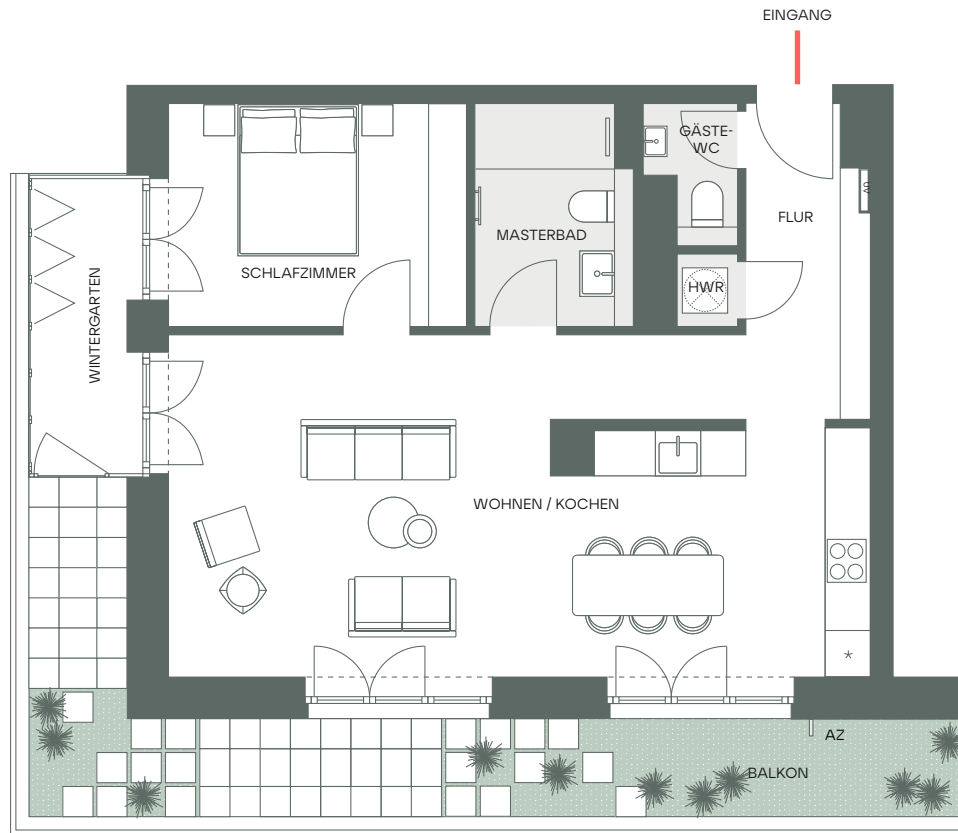 EINGANG
GÄSTE-
WC
FLUR
MASTERBAD
SCHLAFZIMMER
HWR
WINTERGARTEN
WOHNEN / KOCHEN
*
AZ
BALKON